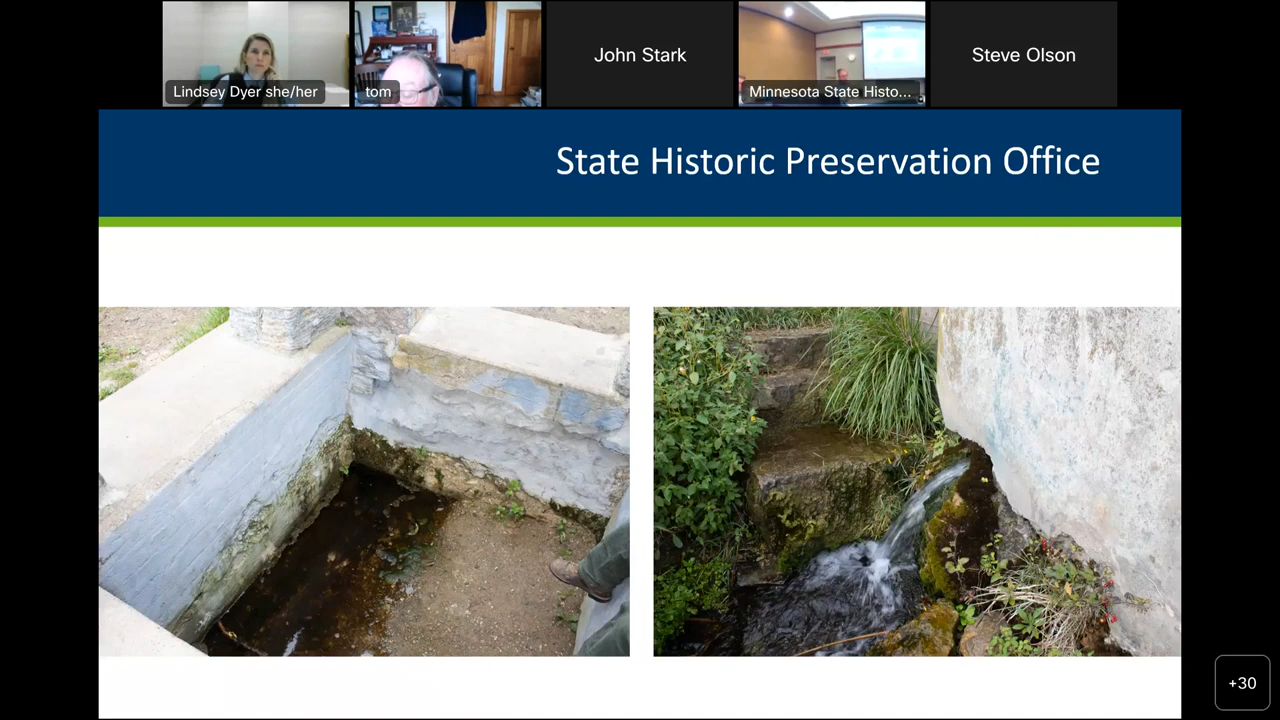 Lindsey Dyer she/her
tom
John Stark
Minnesota State Histo...
Steve Olson
State Historic Preservation Office
+30